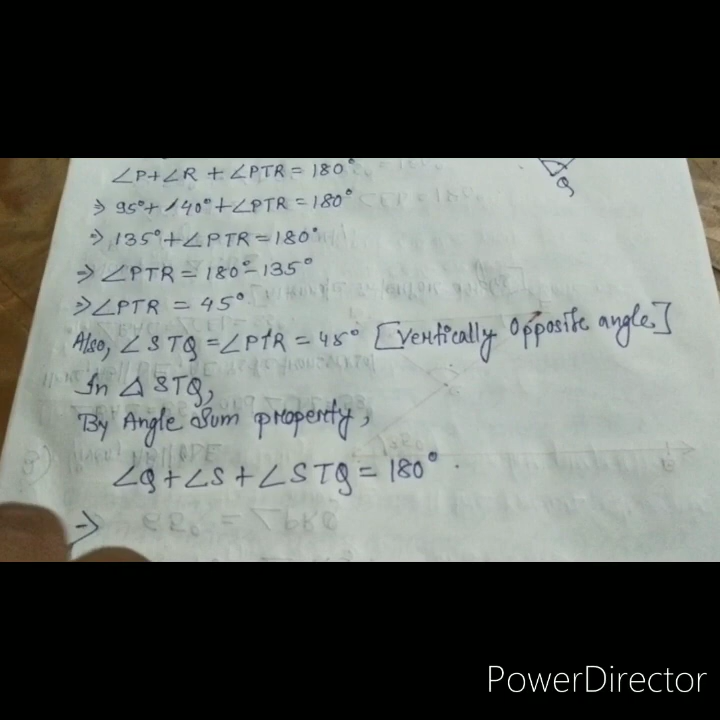 ∠P+∠R + ∠PTR = 180°
⇒ 95°+ 40° +∠PTR = 180°
⇒ 135°+∠PTR = 180°
⇒ ∠PTR = 180°-135°
⇒ ∠PTR = 45°.
Also, ∠STQ = ∠PTR = 45° [Vertically Opposite angle]
In △STQ,
By Angle Sum property,
∠Q+∠S+∠STQ = 180°.
⇒
Q
PowerDirector